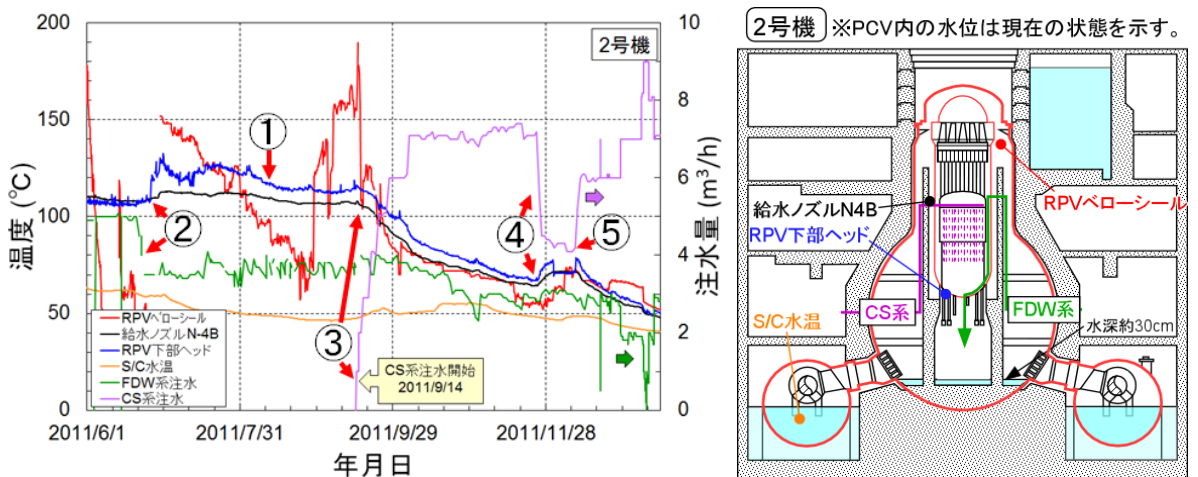 200
150
100
50
0
温度(℃)
10
8
6
4
2
0
注水量(m³/h)
2011/6/1
2011/7/31
2011/9/29
2011/11/28
年月日
2号機
①
②
③
④
⑤
RPVベローシール
給水ノズルN-4B
RPV下部ヘッド
S/C水温
FDW系注水
CS系注水
CS系注水開始
2011/9/14
2号機 ※PCV内の水位は現在の状態を示す。
給水ノズルN4B
RPVベローシール
RPV下部ヘッド
CS系
FDW系
S/C水温
水深約30cm